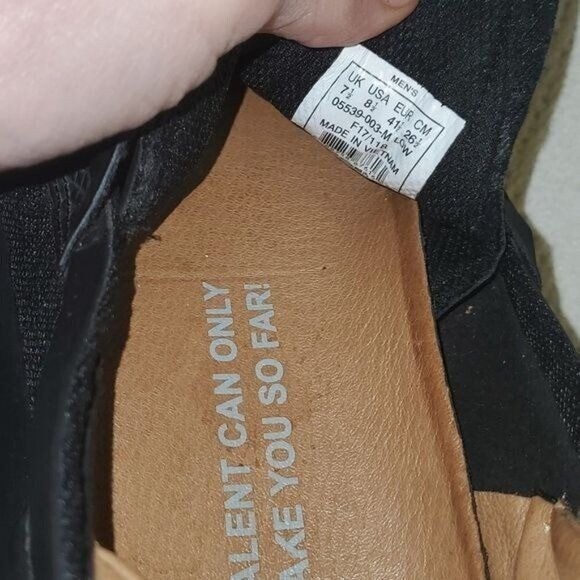 MEN'S
UK USA EUR CM
7½ 8½ 41½ 26½
05539-003-M LOW
F17/118
MADE IN VIETNAM
ALENT CAN ONLY
AKE YOU SO FAR!